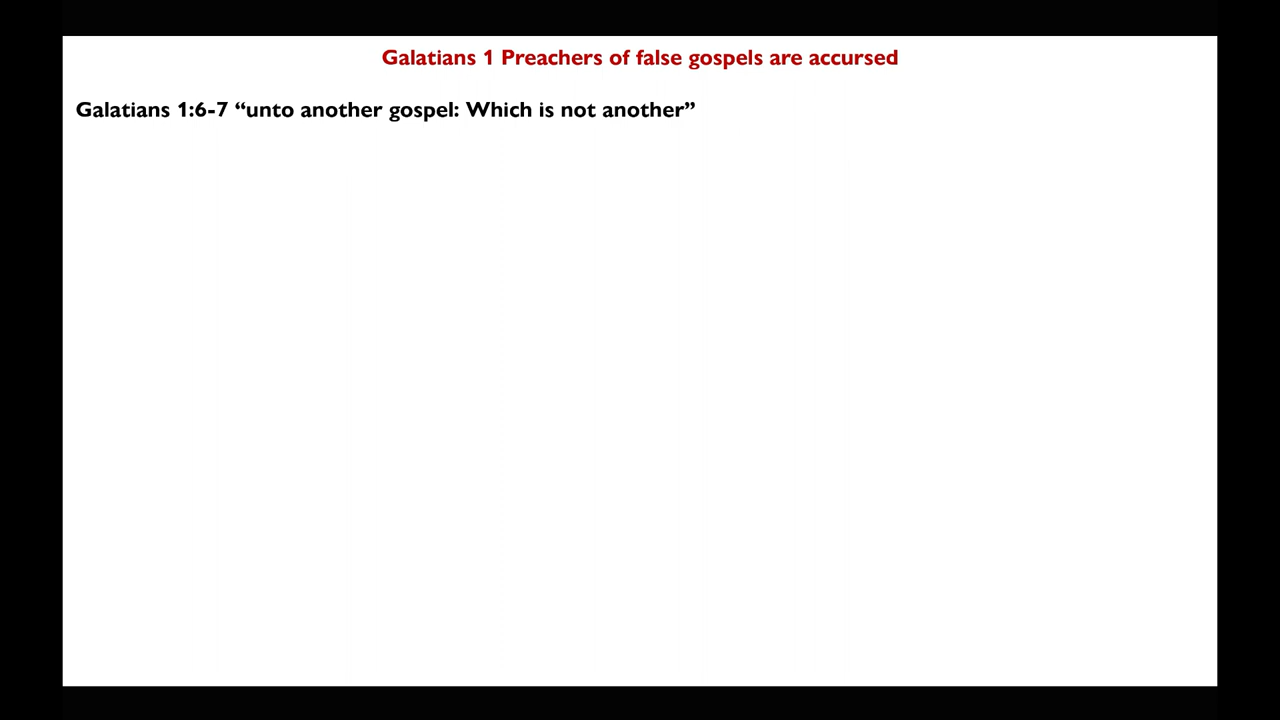 Galatians 1 Preachers of false gospels are accursed
Galatians 1:6-7 “unto another gospel: Which is not another”